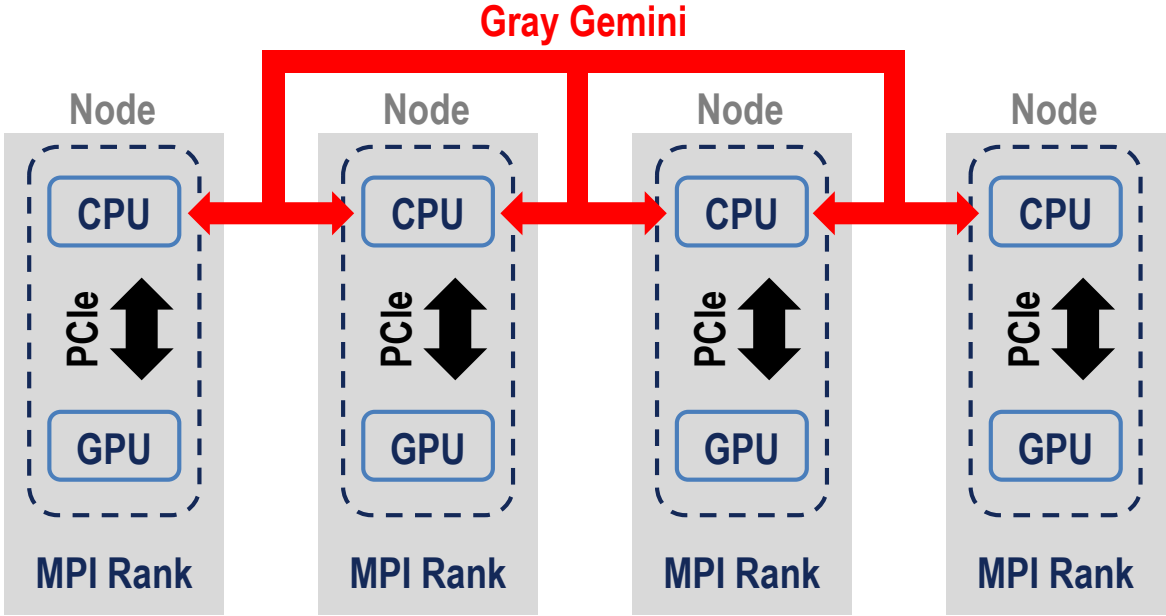 Gray Gemini
Node Node Node Node
CPU CPU CPU CPU
PCIe PCIe PCIe PCIe
GPU GPU GPU GPU
MPI Rank MPI Rank MPI Rank MPI Rank